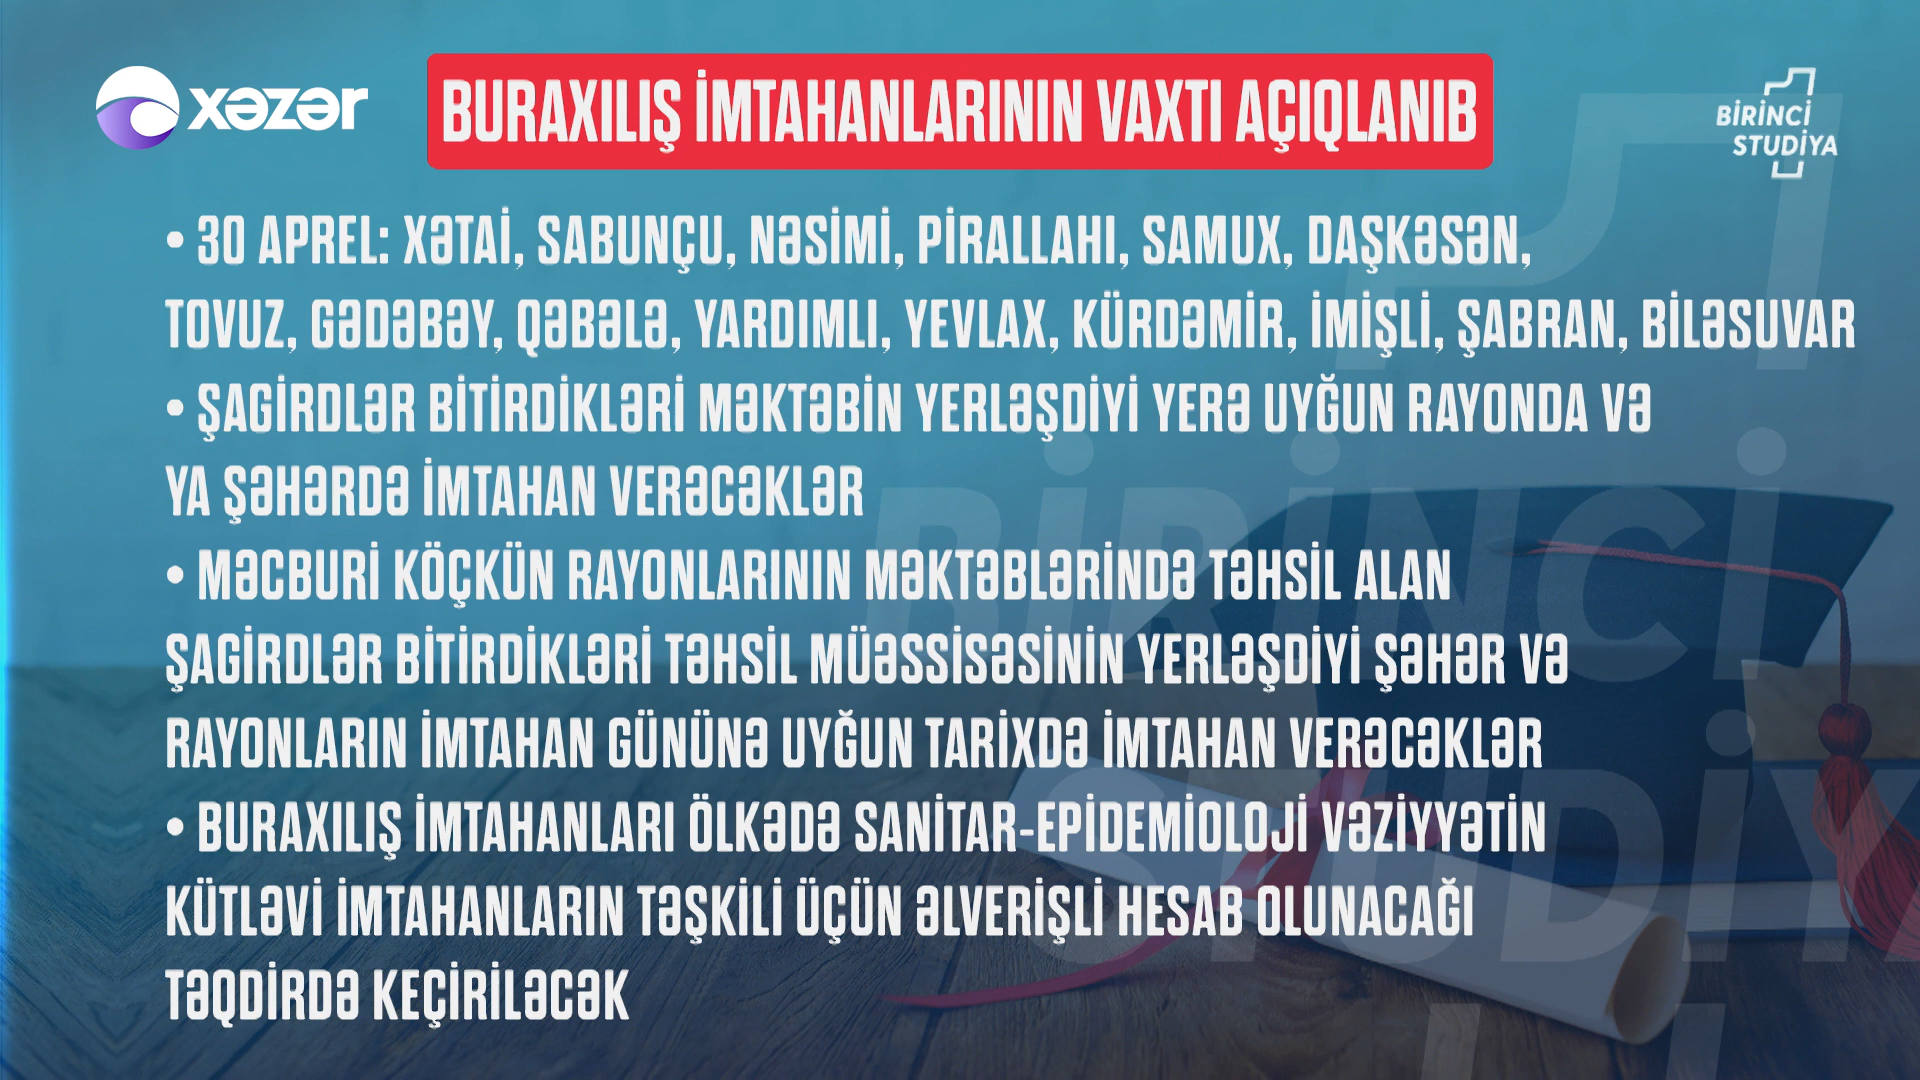 xəzər
BURAXILIŞ İMTAHANLARININ VAXTI AÇIQLANIB
BİRİNCİ
STUDİYA
• 30 APREL: XƏTAİ, SABUNÇU, NƏSİMİ, PİRALLAHI, SAMUX, DAŞKƏSƏN,
TOVUZ, GƏDƏBƏY, QƏBƏLƏ, YARDIMLI, YEVLAX, KÜRDƏMİR, İMİŞLİ, ŞABRAN, BİLƏSUVAR
• ŞAGİRDLƏR BİTİRDİKLƏRİ MƏKTƏBİN YERLƏŞDİYİ YERƏ UYĞUN RAYONDA VƏ
YA ŞƏHƏRDƏ İMTAHAN VERƏCƏKLƏR
• MƏCBURİ KÖÇKÜN RAYONLARININ MƏKTƏBLƏRİNDƏ TƏHSİL ALAN
ŞAGİRDLƏR BİTİRDİKLƏRİ TƏHSİL MÜƏSSİSƏSİNİN YERLƏŞDİYİ ŞƏHƏR VƏ
RAYONLARIN İMTAHAN GÜNÜNƏ UYĞUN TARİXDƏ İMTAHAN VERƏCƏKLƏR
• BURAXILIŞ İMTAHANLARI ÖLKƏDƏ SANİTAR-EPİDEMİOLOJİ VƏZİYYƏTİN
KÜTLƏVİ İMTAHANLARIN TƏŞKİLİ ÜÇÜN ƏLVERİŞLİ HESAB OLUNACAĞI
TƏQDİRDƏ KEÇİRİLƏCƏK
BİRİNCİ
STUDİY